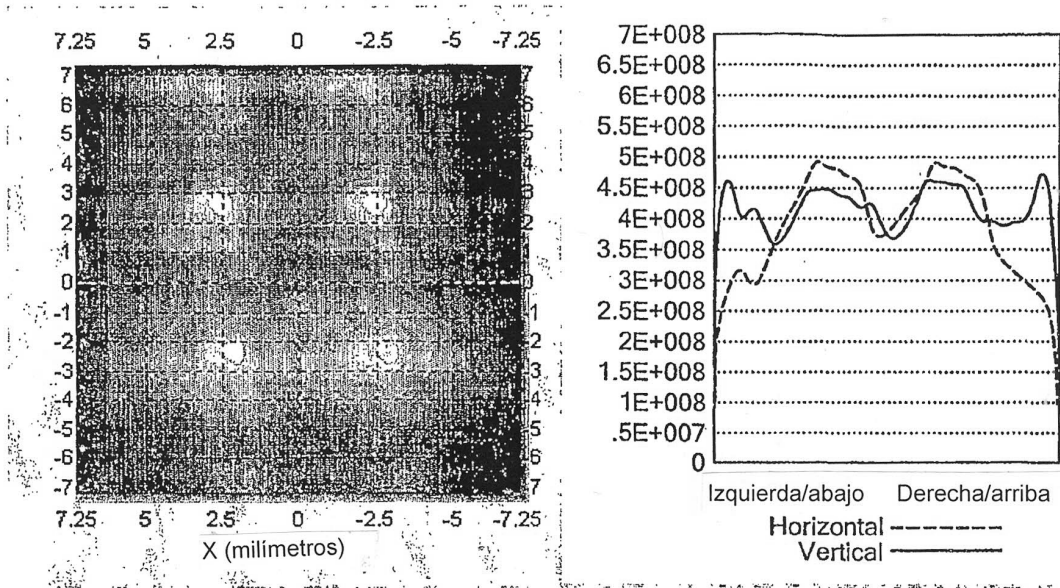 7.25 5 2.5 0 -2.5 -5 -7.25
7 7
6 6
5 5
4 4
3 3
2 2
1 1
0 0
-1 -1
-2 -2
-3 -3
-4 -4
-5 -5
-6 -6
-7 -7
7.25 5 2.5 0 -2.5 -5 -7.25
X (milímetros)
7E+008
6.5E+008
6E+008
5.5E+008
5E+008
4.5E+008
4E+008
3.5E+008
3E+008
2.5E+008
2E+008
1.5E+008
1E+008
.5E+007
0
Izquierda/abajo Derecha/arriba
Horizontal
Vertical